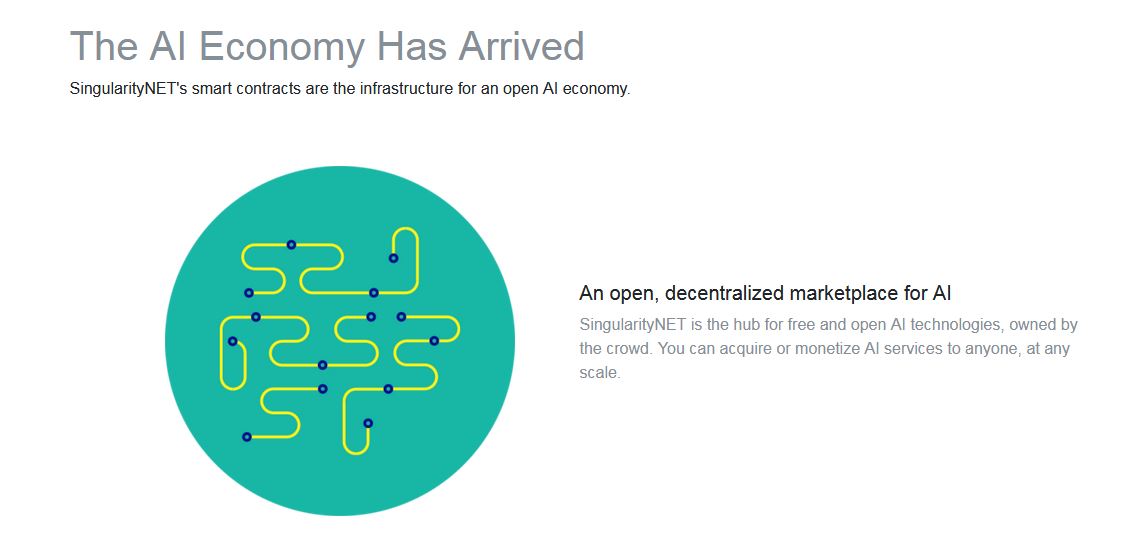 The AI Economy Has Arrived
SingularityNET's smart contracts are the infrastructure for an open AI economy.
An open, decentralized marketplace for AI
SingularityNET is the hub for free and open AI technologies, owned by
the crowd. You can acquire or monetize AI services to anyone, at any
scale.